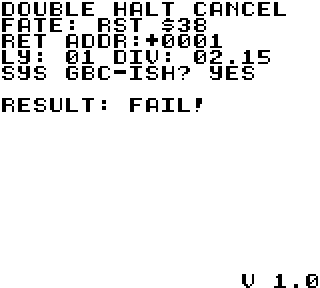 DOUBLE HALT CANCEL
FATE: RST $38
RET ADDR:+0001
LY: 01 DIV: 02.15
SYS GBC-ISH? YES
RESULT: FAIL!
V 1.0